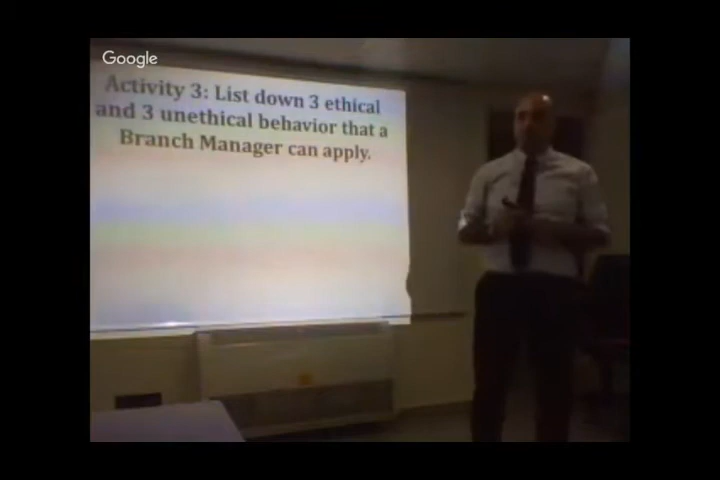 Google
Activity 3: List down 3 ethical
and 3 unethical behavior that a
Branch Manager can apply.